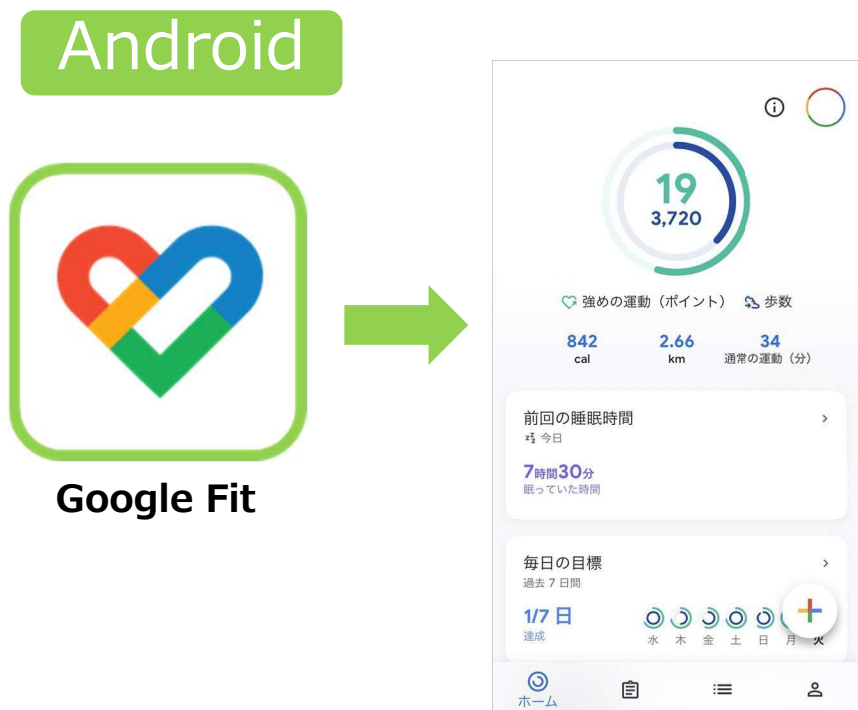 Android
Google Fit
19
3,720
強めの運動（ポイント） 歩数
842 2.66 34
cal km 通常の運動（分）
前回の睡眠時間
今日
7時間30分
眠っていた時間
毎日の目標
過去 7 日間
1/7 日
達成
水 木 金 土 日 月 火
ホーム